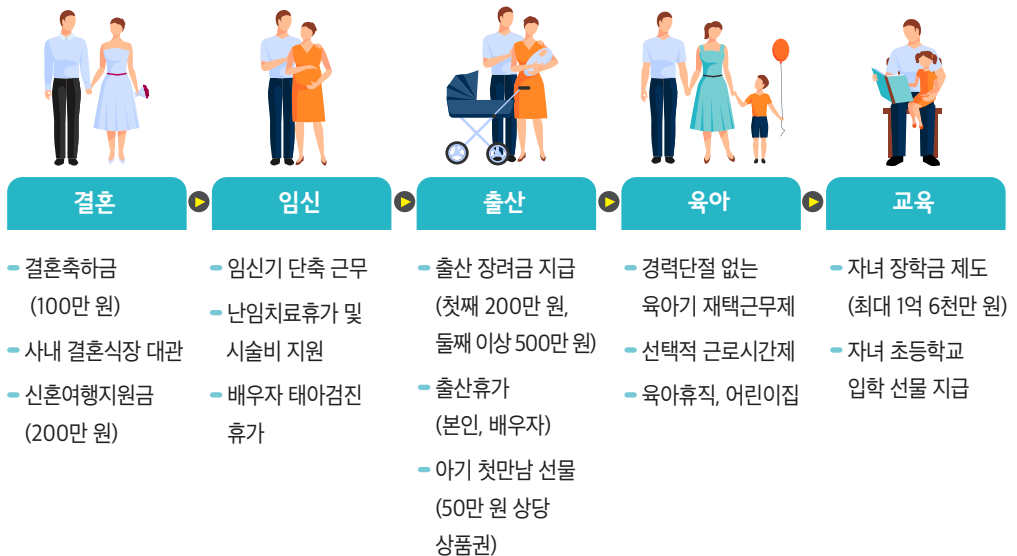 결혼
결혼축하금
(100만 원)
사내 결혼식장 대관
신혼여행지원금
(200만 원)
임신
임신기 단축 근무
난임치료휴가 및
시술비 지원
배우자 태아검진
휴가
출산
출산 장려금 지급
(첫째 200만 원,
둘째 이상 500만 원)
출산휴가
(본인, 배우자)
아기 첫만남 선물
(50만 원 상당
상품권)
육아
경력단절 없는
육아기 재택근무제
선택적 근로시간제
육아휴직, 어린이집
교육
자녀 장학금 제도
(최대 1억 6천만 원)
자녀 초등학교
입학 선물 지급